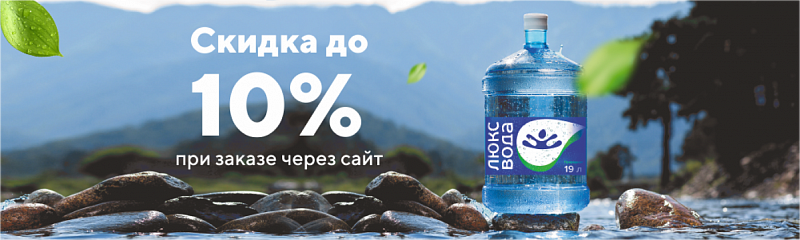 Скидка до
10%
при заказе через сайт
ЛЮКС
ВОДА
19 л